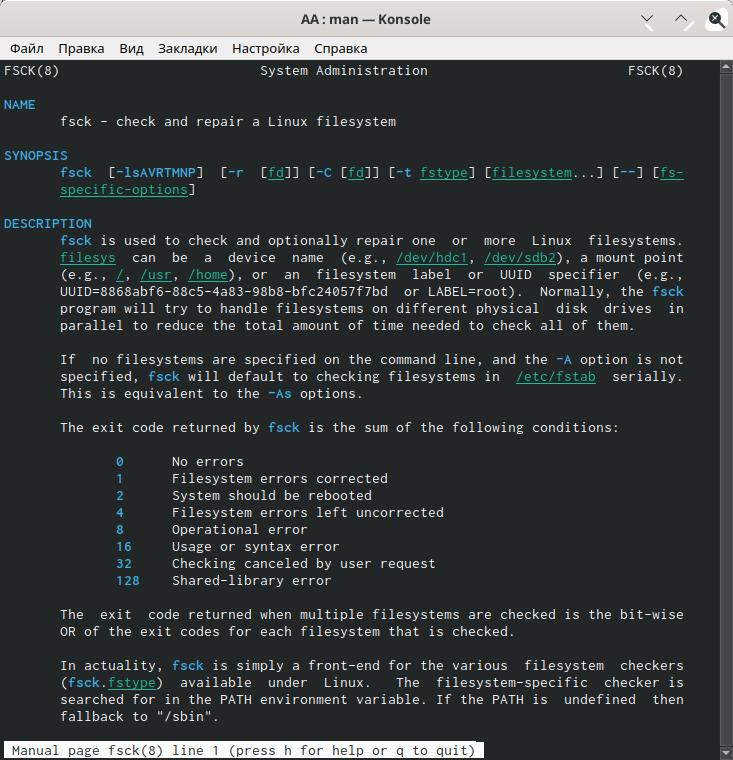 AA : man — Konsole
Файл Правка Вид Закладки Настройка Справка
FSCK(8) System Administration FSCK(8)
NAME
fsck - check and repair a Linux filesystem
SYNOPSIS
fsck [-lsAVRTMNP] [-r [fd]] [-C [fd]] [-t fstype] [filesystem...] [--] [fs-
specific-options]
DESCRIPTION
fsck is used to check and optionally repair one or more Linux filesystems.
filesys can be a device name (e.g., /dev/hdc1, /dev/sdb2), a mount point
(e.g., /, /usr, /home), or an filesystem label or UUID specifier (e.g.,
UUID=8868abf6-88c5-4a83-98b8-bfc24057f7bd or LABEL=root). Normally, the fsck
program will try to handle filesystems on different physical disk drives in
parallel to reduce the total amount of time needed to check all of them.
If no filesystems are specified on the command line, and the -A option is not
specified, fsck will default to checking filesystems in /etc/fstab serially.
This is equivalent to the -As options.
The exit code returned by fsck is the sum of the following conditions:
0 No errors
1 Filesystem errors corrected
2 System should be rebooted
4 Filesystem errors left uncorrected
8 Operational error
16 Usage or syntax error
32 Checking canceled by user request
128 Shared-library error
The exit code returned when multiple filesystems are checked is the bit-wise
OR of the exit codes for each filesystem that is checked.
In actuality, fsck is simply a front-end for the various filesystem checkers
(fsck.fstype) available under Linux. The filesystem-specific checker is
searched for in the PATH environment variable. If the PATH is undefined then
fallback to "/sbin".
Manual page fsck(8) line 1 (press h for help or q to quit)